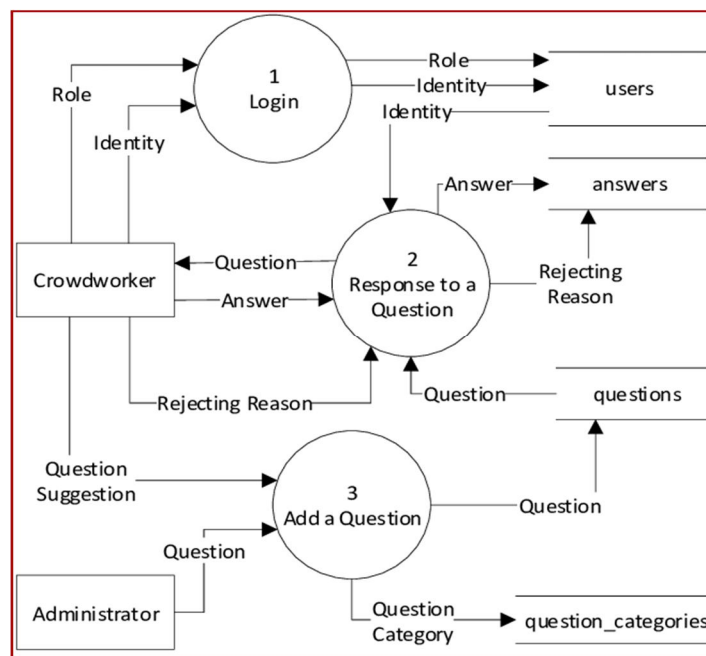 1
Login
Role
Identity
Role
Identity
Identity
users
Answer
answers
Crowdworker
Question
Answer
2
Response to a
Question
Rejecting
Reason
Rejecting Reason
Question
questions
Question
Suggestion
3
Add a Question
Question
Question
Administrator
Question
Category
question_categories